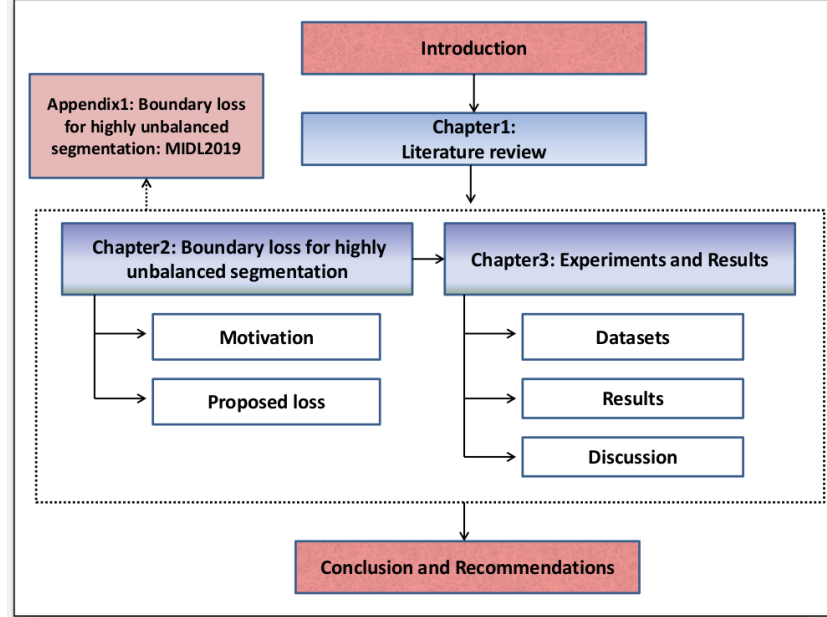 Introduction
Appendix1: Boundary loss
for highly unbalanced
segmentation: MIDL2019
Chapter1:
Literature review
Chapter2: Boundary loss for highly
unbalanced segmentation
Chapter3: Experiments and Results
Motivation
Proposed loss
Datasets
Results
Discussion
Conclusion and Recommendations